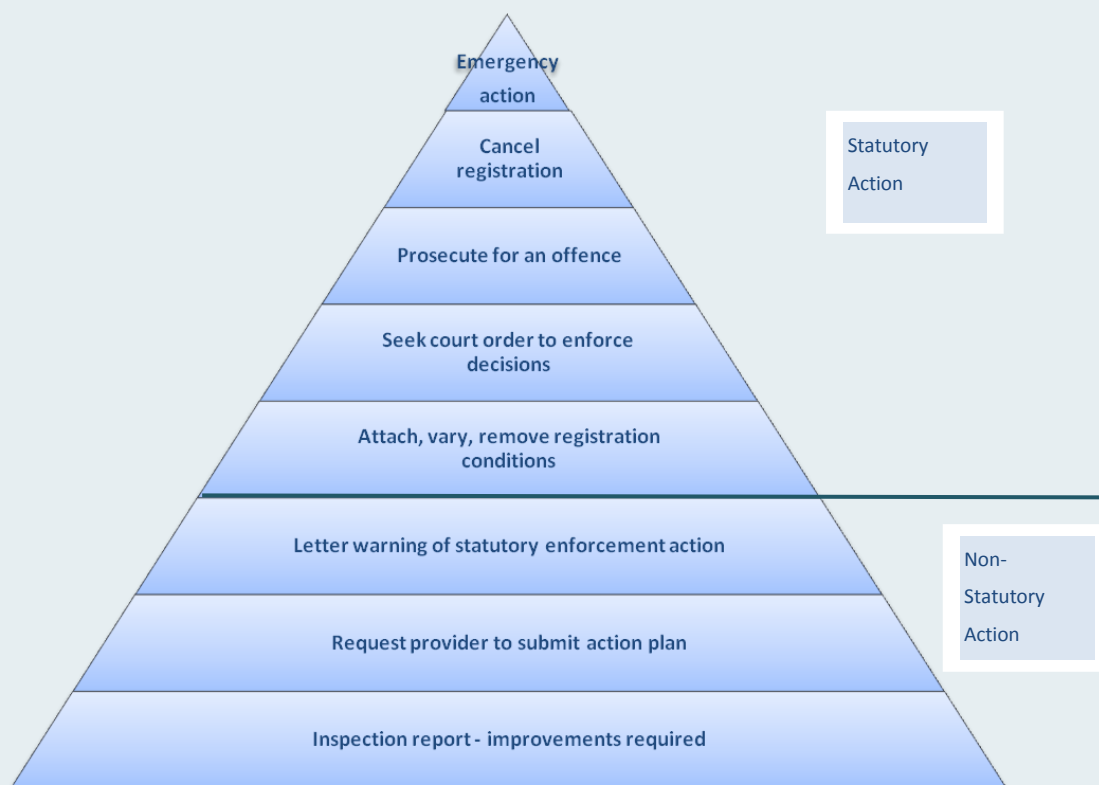 Emergency
action
Cancel
registration
Statutory
Action
Prosecute for an offence
Seek court order to enforce
decisions
Attach, vary, remove registration
conditions
Letter warning of statutory enforcement action
Non-
Statutory
Action
Request provider to submit action plan
Inspection report - improvements required